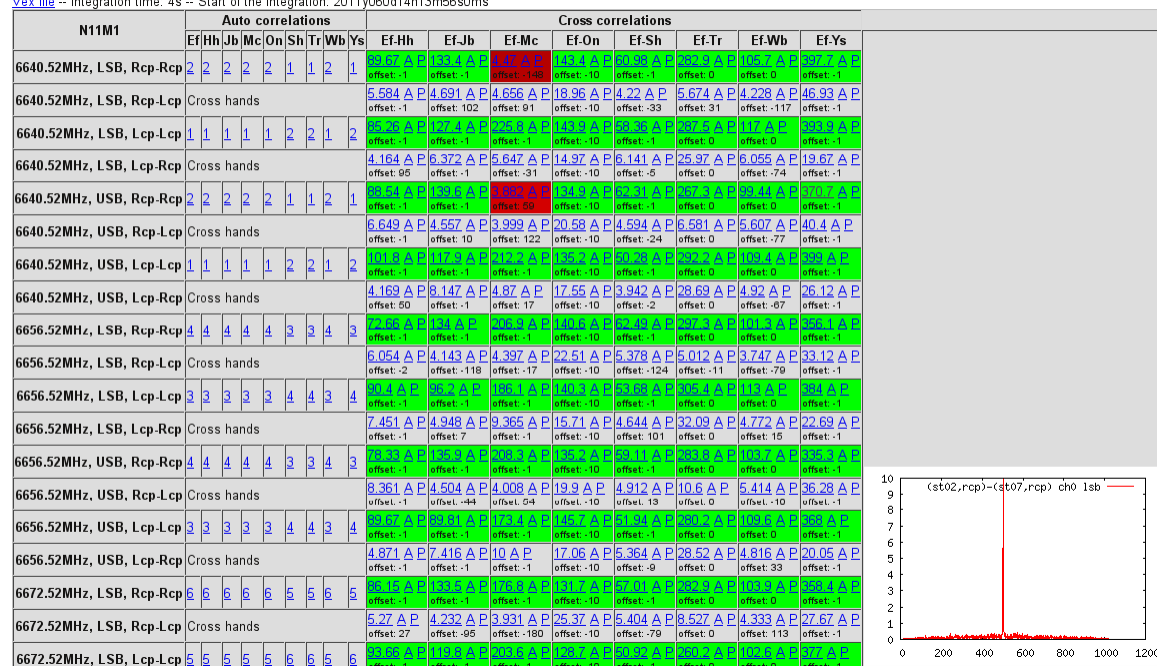 Vex file -- Integration time: 4s -- Start of the integration: 2011y060d14h13m56s0ms
N11M1 Auto correlations Cross correlations
Ef Hh Jb Mc On Sh Tr Wb Ys Ef-Hh Ef-Jb Ef-Mc Ef-On Ef-Sh Ef-Tr Ef-Wb Ef-Ys
6640.52MHz, LSB, Rcp-Rcp 2 2 2 2 2 1 1 2 1 89.67 A P 133.4 A P 4.47 A P 143.4 A P 60.98 A P 282.9 A P 105.7 A P 397.7 A P
offset: -1 offset: -1 offset: -148 offset: -10 offset: -1 offset: 0 offset: 0 offset: -1
6640.52MHz, LSB, Rcp-Lcp Cross hands 5.584 A P 4.691 A P 4.656 A P 18.96 A P 4.22 A P 5.674 A P 4.228 A P 46.93 A P
offset: -1 offset: 102 offset: 91 offset: -10 offset: -33 offset: 31 offset: -117 offset: -1
6640.52MHz, LSB, Lcp-Lcp 1 1 1 1 1 2 2 1 2 85.26 A P 127.4 A P 225.8 A P 143.9 A P 58.36 A P 287.5 A P 117 A P 393.9 A P
offset: -1 offset: -1 offset: -1 offset: -10 offset: -1 offset: 0 offset: 0 offset: -1
6640.52MHz, LSB, Lcp-Rcp Cross hands 4.164 A P 6.372 A P 5.647 A P 14.97 A P 6.141 A P 25.97 A P 6.055 A P 19.67 A P
offset: 95 offset: -1 offset: -31 offset: -10 offset: -5 offset: 0 offset: -74 offset: -1
6640.52MHz, USB, Rcp-Rcp 2 2 2 2 2 1 1 2 1 88.54 A P 139.6 A P 3.882 A P 134.9 A P 62.31 A P 267.3 A P 99.44 A P 370.7 A P
offset: -1 offset: -1 offset: 59 offset: -10 offset: -1 offset: 0 offset: 0 offset: -1
6640.52MHz, USB, Rcp-Lcp Cross hands 6.649 A P 4.557 A P 3.999 A P 20.58 A P 4.594 A P 6.581 A P 5.607 A P 40.4 A P
offset: -1 offset: 10 offset: 122 offset: -10 offset: -24 offset: 0 offset: -77 offset: -1
6640.52MHz, USB, Lcp-Lcp 1 1 1 1 1 2 2 1 2 101.8 A P 117.9 A P 212.2 A P 135.2 A P 50.28 A P 292.2 A P 109.4 A P 399 A P
offset: -1 offset: -1 offset: -1 offset: -10 offset: -1 offset: 0 offset: 0 offset: -1
6640.52MHz, USB, Lcp-Rcp Cross hands 4.169 A P 8.147 A P 4.87 A P 17.55 A P 3.942 A P 28.69 A P 4.92 A P 26.12 A P
offset: 50 offset: -1 offset: 17 offset: -10 offset: -2 offset: 0 offset: -67 offset: -1
6656.52MHz, LSB, Rcp-Rcp 4 4 4 4 4 3 3 4 3 72.66 A P 134 A P 206.9 A P 140.6 A P 62.49 A P 297.3 A P 101.3 A P 356.1 A P
offset: -1 offset: -1 offset: -1 offset: -10 offset: -1 offset: 0 offset: 0 offset: -1
6656.52MHz, LSB, Rcp-Lcp Cross hands 6.054 A P 4.143 A P 4.397 A P 22.51 A P 5.378 A P 5.012 A P 3.747 A P 33.12 A P
offset: -2 offset: -118 offset: -17 offset: -10 offset: -124 offset: -11 offset: -79 offset: -1
6656.52MHz, LSB, Lcp-Lcp 3 3 3 3 3 4 4 3 4 90.4 A P 96.2 A P 186.1 A P 140.3 A P 53.68 A P 305.4 A P 113 A P 384 A P
offset: -1 offset: -1 offset: -1 offset: -10 offset: -1 offset: 0 offset: 0 offset: -1
6656.52MHz, LSB, Lcp-Rcp Cross hands 7.451 A P 4.948 A P 9.365 A P 15.71 A P 4.644 A P 32.09 A P 4.772 A P 22.69 A P
offset: -1 offset: 7 offset: -1 offset: -10 offset: 101 offset: 0 offset: 15 offset: -1
6656.52MHz, USB, Rcp-Rcp 4 4 4 4 4 3 3 4 3 78.33 A P 135.9 A P 208.3 A P 135.2 A P 59.11 A P 283.8 A P 103.7 A P 335.3 A P
offset: -1 offset: -1 offset: -1 offset: -10 offset: -1 offset: 0 offset: 0 offset: -1
6656.52MHz, USB, Rcp-Lcp Cross hands 8.361 A P 4.504 A P 4.008 A P 19.9 A P 4.912 A P 10.6 A P 5.414 A P 36.28 A P
offset: -1 offset: -44 offset: 54 offset: -10 offset: 13 offset: 0 offset: -10 offset: -1
6656.52MHz, USB, Lcp-Lcp 3 3 3 3 3 4 4 3 4 89.67 A P 89.81 A P 173.4 A P 145.7 A P 51.94 A P 280.2 A P 109.6 A P 368 A P
offset: -1 offset: -1 offset: -1 offset: -10 offset: -1 offset: 0 offset: 0 offset: -1
6656.52MHz, USB, Lcp-Rcp Cross hands 4.871 A P 7.416 A P 10 A P 17.06 A P 5.364 A P 28.52 A P 4.816 A P 20.05 A P
offset: -1 offset: -1 offset: -1 offset: -10 offset: -9 offset: 0 offset: 33 offset: -1
6672.52MHz, LSB, Rcp-Rcp 6 6 6 6 6 5 5 6 5 86.15 A P 133.5 A P 176.8 A P 131.7 A P 57.01 A P 282.9 A P 103.9 A P 358.4 A P
offset: -1 offset: -1 offset: -1 offset: -10 offset: -1 offset: 0 offset: 0 offset: -1
6672.52MHz, LSB, Rcp-Lcp Cross hands 5.27 A P 4.232 A P 3.931 A P 25.37 A P 5.404 A P 8.527 A P 4.333 A P 27.67 A P
offset: 27 offset: -95 offset: -180 offset: -10 offset: -79 offset: 0 offset: 113 offset: -1
6672.52MHz, LSB, Lcp-Lcp 5 5 5 5 5 6 6 5 6 93.66 A P 119.8 A P 203.6 A P 128.7 A P 50.92 A P 260.2 A P 102.6 A P 377 A P
offset: -1 offset: -1 offset: -1 offset: -10 offset: -1 offset: 0 offset: 0 offset: -1
(st02,rcp)-(st07,rcp) ch0 lsb
10
9
8
7
6
5
4
3
2
1
0
0 200 400 600 800 1000 1200